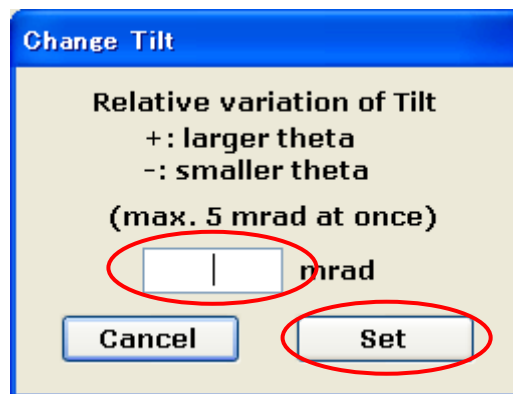 Change Tilt
Relative variation of Tilt
+: larger theta
-: smaller theta
(max. 5 mrad at once)
mrad
Cancel Set